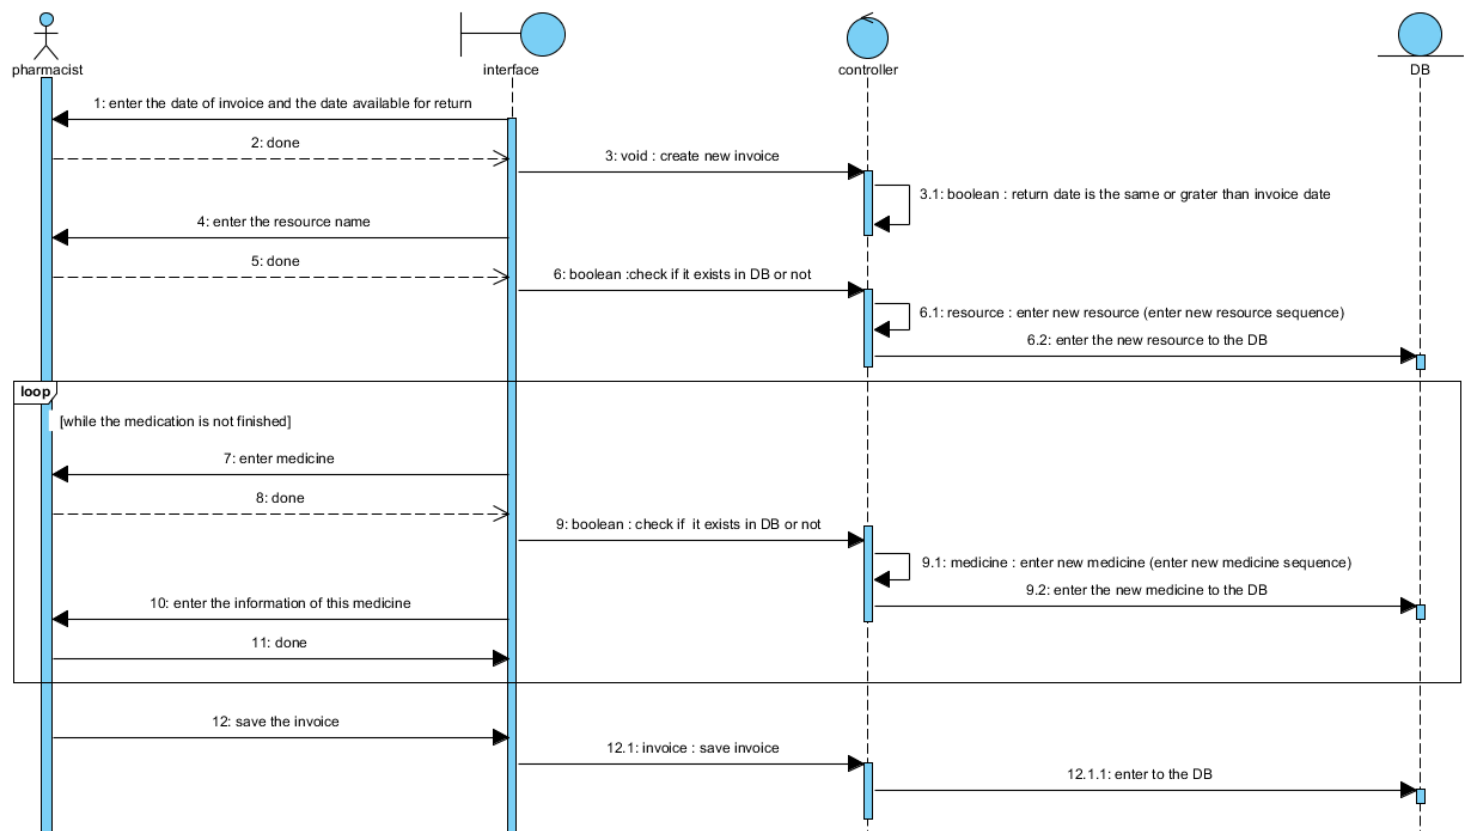 pharmacist
interface
controller
DB
1: enter the date of invoice and the date available for return
2: done
3: void : create new invoice
3.1: boolean : return date is the same or grater than invoice date
4: enter the resource name
5: done
6: boolean :check if it exists in DB or not
6.1: resource : enter new resource (enter new resource sequence)
6.2: enter the new resource to the DB
loop
[while the medication is not finished]
7: enter medicine
8: done
9: boolean : check if it exists in DB or not
9.1: medicine : enter new medicine (enter new medicine sequence)
9.2: enter the new medicine to the DB
10: enter the information of this medicine
11: done
12: save the invoice
12.1: invoice : save invoice
12.1.1: enter to the DB